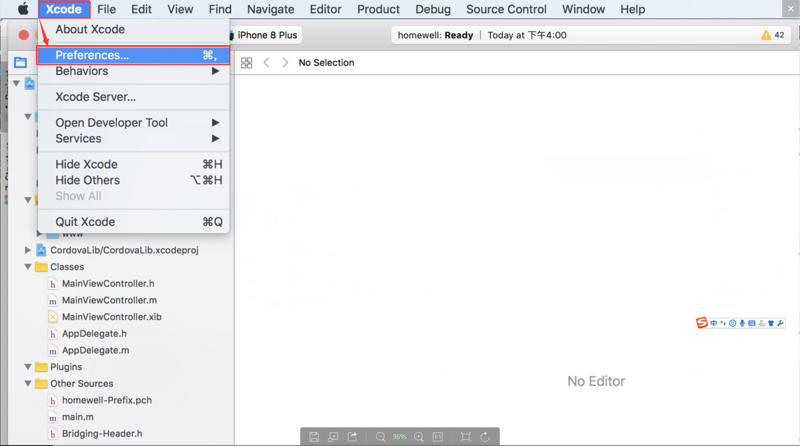 Xcode File Edit View Find Navigate Editor Product Debug Source Control Window Help
About Xcode
iPhone 8 Plus
homewell: Ready | Today at 下午4:00
42
Preferences... ⌘,
Behaviors
No Selection
Xcode Server...
Open Developer Tool
Services
Hide Xcode ⌘H
Hide Others ⌥⌘H
Show All
Quit Xcode ⌘Q
www
CordovaLib/CordovaLib.xcodeproj
Classes
h MainViewController.h
m MainViewController.m
MainViewController.xib
中
h AppDelegate.h
m AppDelegate.m
Plugins
No Editor
Other Sources
h homewell-Prefix.pch
m main.m
h Bridging-Header.h
96%